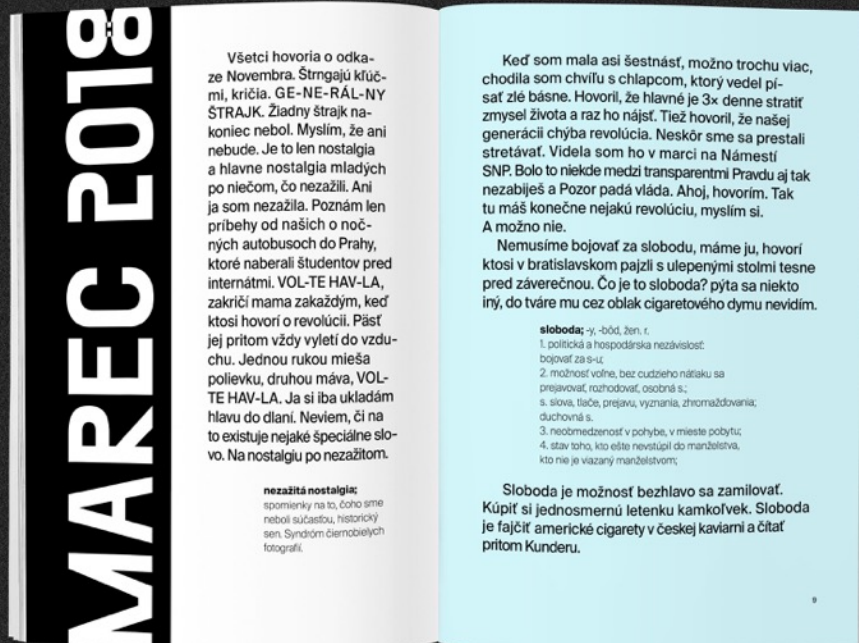 MAREC 2018
Všetci hovoria o odka-
ze Novembra. Štrngajú kľúč-
mi, kričia. GE-NE-RÁL-NY
ŠTRAJK. Žiadny štrajk na-
koniec nebol. Myslím, že ani
nebude. Je to len nostalgia
a hlavne nostalgia mladých
po niečom, čo nezažili. Ani
ja som nezažila. Poznám len
príbehy od našich o noč-
ných autobusoch do Prahy,
ktoré naberali študentov pred
internátmi. VOL-TE HAV-LA,
zakričí mama zakaždým, keď
ktosi hovorí o revolúcii. Päsť
jej pritom vždy vyletí do vzdu-
chu. Jednou rukou mieša
polievku, druhou máva, VOL-
TE HAV-LA. Ja si iba ukladám
hlavu do dlaní. Neviem, či na
to existuje nejaké špeciálne slo-
vo. Na nostalgiu po nezažitom.
nezažitá nostalgia;
spomienky na to, čoho sme
neboli súčasťou, historický
sen. Syndróm čiernobielych
fotografií.
Keď som mala asi šestnásť, možno trochu viac,
chodila som chvíľu s chlapcom, ktorý vedel pí-
sať zlé básne. Hovoril, že hlavné je 3x denne stratiť
zmysel života a raz ho nájsť. Tiež hovoril, že našej
generácii chýba revolúcia. Neskôr sme sa prestali
stretávať. Videla som ho v marci na Námestí
SNP. Bolo to niekde medzi transparentmi Pravdu aj tak
nezabiješ a Pozor padá vláda. Ahoj, hovorím. Tak
tu máš konečne nejakú revolúciu, myslím si.
A možno nie.
Nemusíme bojovať za slobodu, máme ju, hovorí
ktosi v bratislavskom pajzli s ulepenými stolmi tesne
pred záverečnou. Čo je to sloboda? pýta sa niekto
iný, do tváre mu cez oblak cigaretového dymu nevidím.
sloboda; -y, -bôd, žen. r.
1. politická a hospodárska nezávislosť:
bojovať za s-u;
2. možnosť voľne, bez cudzieho nátlaku sa
prejavovať, rozhodovať, osobná s.;
s. slova, tlače, prejavu, vyznania, zhromažďovania;
duchovná s.
3. neobmedzenosť v pohybe, v mieste pobytu;
4. stav toho, kto ešte nevstúpil do manželstva,
kto nie je viazaný manželstvom;
Sloboda je možnosť bezhlavo sa zamilovať.
Kúpiť si jednosmernú letenku kamkoľvek. Sloboda
je fajčiť americké cigarety v českej kaviarni a čítať
pritom Kunderu.
9